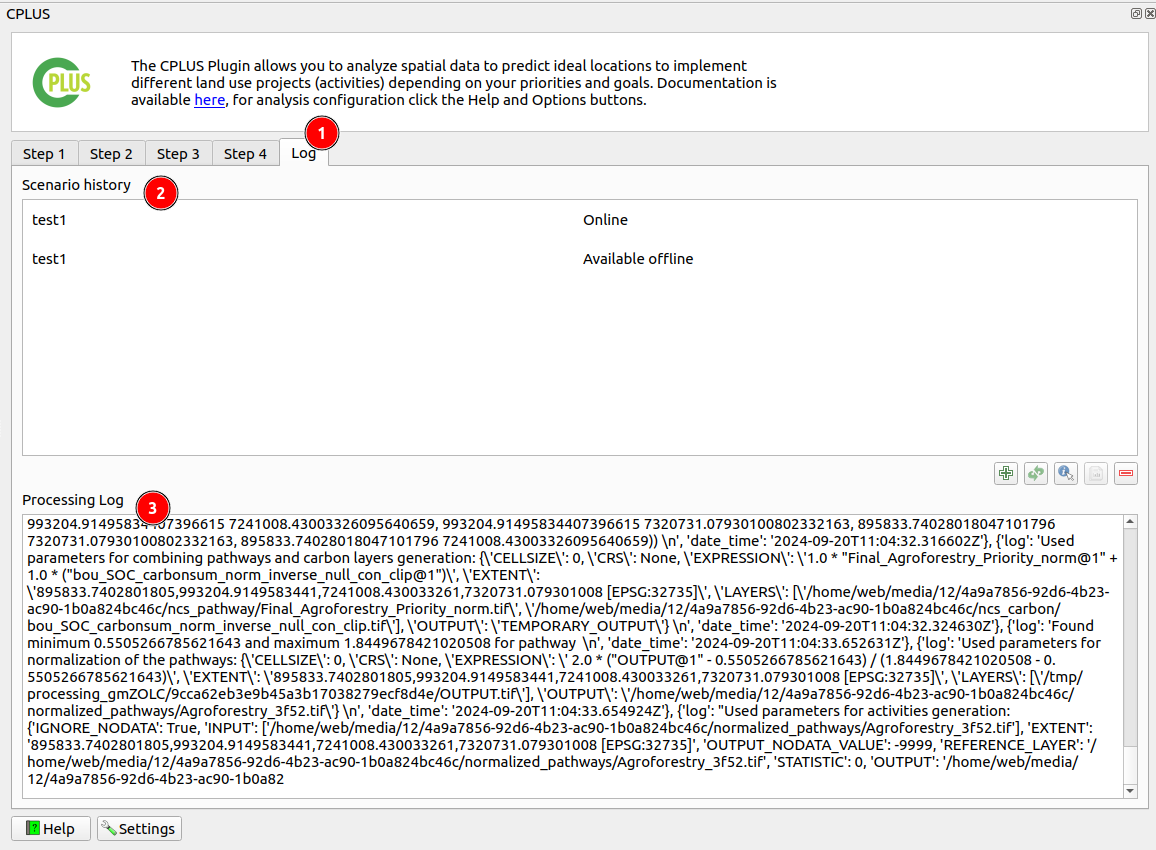 CPLUS
CPLUS
The CPLUS Plugin allows you to analyze spatial data to predict ideal locations to implement
different land use projects (activities) depending on your priorities and goals. Documentation is
available here, for analysis configuration click the Help and Options buttons.
1
Step 1 Step 2 Step 3 Step 4 Log
Scenario history 2
test1 Online
test1 Available offline
Processing Log 3
993204.91495834407396615 7241008.43003326095640659, 993204.91495834407396615 7320731.07930100802332163, 895833.74028018047101796
7320731.07930100802332163, 895833.74028018047101796 7241008.43003326095640659)) \n', 'date_time': '2024-09-20T11:04:32.316602Z'}, {'log': 'Used
parameters for combining pathways and carbon layers generation: {\'CELLSIZE\': 0, \'CRS\': None, \'EXPRESSION\': \'1.0 * "Final_Agroforestry_Priority_norm@1" +
1.0 * ("bou_SOC_carbonsum_norm_inverse_null_con_clip@1")\', \'EXTENT\':
\'895833.7402801805,993204.9149583441,7241008.430033261,7320731.079301008 [EPSG:32735]\', \'LAYERS\': [\'/home/web/media/12/4a9a7856-92d6-4b23-
ac90-1b0a824bc46c/ncs_pathway/Final_Agroforestry_Priority_norm.tif\', \'/home/web/media/12/4a9a7856-92d6-4b23-ac90-1b0a824bc46c/ncs_carbon/
bou_SOC_carbonsum_norm_inverse_null_con_clip.tif\'], \'OUTPUT\': \'TEMPORARY_OUTPUT\'} \n', 'date_time': '2024-09-20T11:04:32.324630Z'}, {'log': 'Found
minimum 0.5505266785621643 and maximum 1.8449678421020508 for pathway  \n', 'date_time': '2024-09-20T11:04:33.652631Z'}, {'log': 'Used parameters for
normalization of the pathways: {\'CELLSIZE\': 0, \'CRS\': None, \'EXPRESSION\': \' 2.0 * ("OUTPUT@1" - 0.5505266785621643) / (1.8449678421020508 - 0.
5505266785621643)\', \'EXTENT\': \'895833.7402801805,993204.9149583441,7241008.430033261,7320731.079301008 [EPSG:32735]\', \'LAYERS\': [\'/tmp/
processing_gmZOLC/9cca62eb3e9b45a3b17038279ecf8d4e/OUTPUT.tif\'], \'OUTPUT\': \'/home/web/media/12/4a9a7856-92d6-4b23-ac90-1b0a824bc46c/
normalized_pathways/Agroforestry_3f52.tif\'} \n', 'date_time': '2024-09-20T11:04:33.654924Z'}, {'log': "Used parameters for activities generation:
{'IGNORE_NODATA': True, 'INPUT': ['/home/web/media/12/4a9a7856-92d6-4b23-ac90-1b0a824bc46c/normalized_pathways/Agroforestry_3f52.tif'], 'EXTENT':
'895833.7402801805,993204.9149583441,7241008.430033261,7320731.079301008 [EPSG:32735]', 'OUTPUT_NODATA_VALUE': -9999, 'REFERENCE_LAYER': '/
home/web/media/12/4a9a7856-92d6-4b23-ac90-1b0a824bc46c/normalized_pathways/Agroforestry_3f52.tif', 'STATISTIC': 0, 'OUTPUT': '/home/web/media/
12/4a9a7856-92d6-4b23-ac90-1b0a82
Help Settings